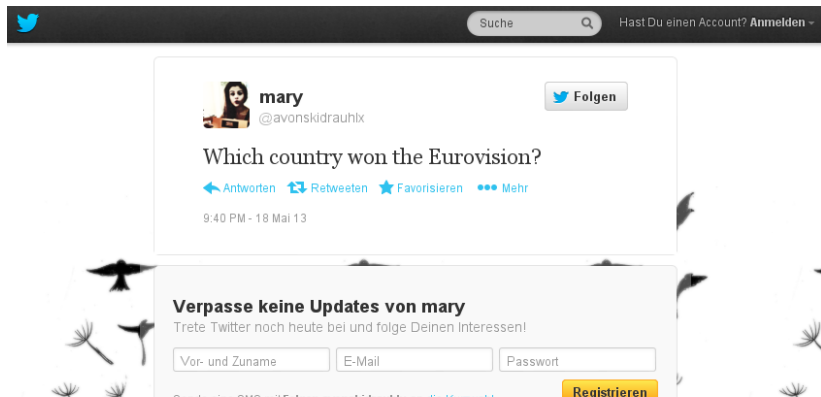 Suche
Hast Du einen Account? Anmelden
mary
@avonskidrauhlx
Folgen
Which country won the Eurovision?
Antworten Retweeten Favorisieren Mehr
9:40 PM - 18 Mai 13
Verpasse keine Updates von mary
Trete Twitter noch heute bei und folge Deinen Interessen!
Vor- und Zuname E-Mail Passwort
Registrieren